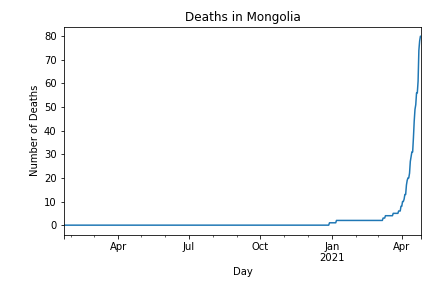 Deaths in Mongolia
Number of Deaths
80
70
60
50
40
30
20
10
0
Apr
Jul
Oct
Jan
2021
Apr
Day